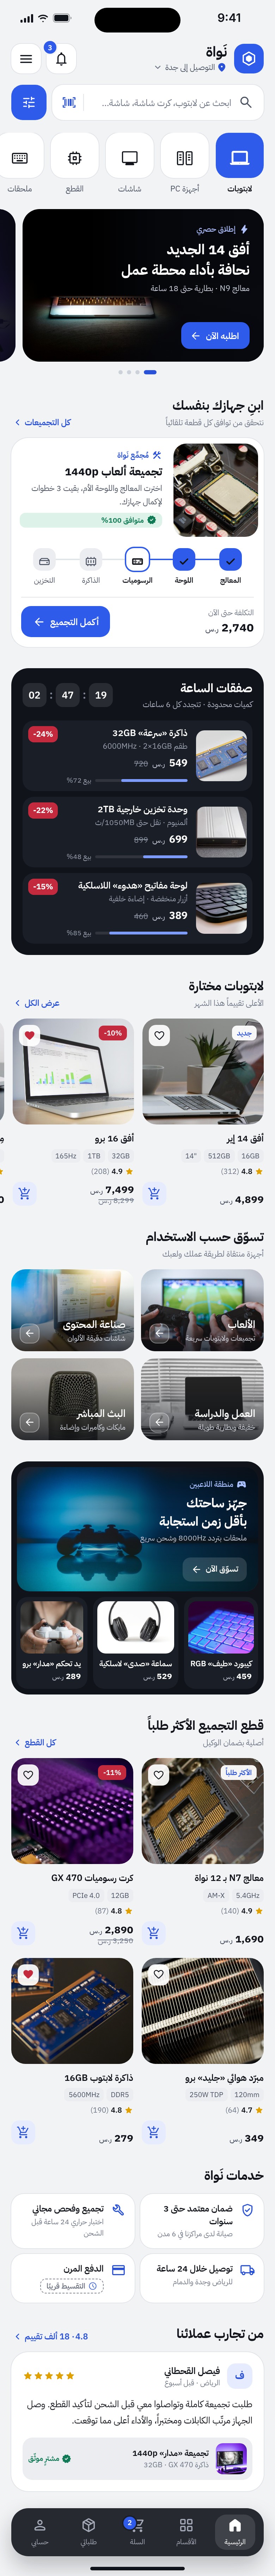 9:41
نواة
التوصيل إلى جدة
3
ابحث عن لابتوب، كرت شاشة، شاشة...
لابتوبات
أجهزة PC
شاشات
القطع
ملحقات
إطلاق حصري
أفق 14 الجديد
نحافة بأداء محطة عمل
معالج N9 · بطارية حتى 18 ساعة
اطلبه الآن
ابنِ جهازك بنفسك
نتحقق من توافق كل قطعة تلقائياً
كل التجميعات
مُجمّع نواة
تجميعة ألعاب 1440p
اخترت المعالج واللوحة الأم، بقيت 3 خطوات
لإكمال جهازك.
متوافق 100%
المعالج
اللوحة
الرسوميات
الذاكرة
التخزين
التكلفة حتى الآن
2,740 ر.س
أكمل التجميع
صفقات الساعة
كميات محدودة · تتجدد كل 6 ساعات
02 : 47 : 19
ذاكرة «سرعة» 32GB
طقم 16GB×2 · 6000MHz
549 ر.س 720
بيع 72%
-24%
وحدة تخزين خارجية 2TB
ألمنيوم · نقل حتى 1050MB/ث
699 ر.س 899
بيع 48%
-22%
لوحة مفاتيح «هدوء» اللاسلكية
أزرار منخفضة · إضاءة خلفية
389 ر.س 460
بيع 85%
-15%
لابتوبات مختارة
الأعلى تقييماً هذا الشهر
عرض الكل
جديد
أفق 14 إير
16GB
512GB
14"
4.8 (312)
4,899 ر.س
-10%
أفق 16 برو
32GB
1TB
165Hz
4.9 (208)
7,499 ر.س
8,299 ر.س
تسوّق حسب الاستخدام
أجهزة منتقاة لطريقة عملك ولعبك
الألعاب
تجميعات ولابتوبات سريعة
صناعة المحتوى
شاشات دقيقة الألوان
العمل والدراسة
خفيفة وبطارية طويلة
البث المباشر
مايكات وكاميرات وإضاءة
منطقة اللاعبين
جهّز ساحتك
بأقل زمن استجابة
ملحقات بتردد 8000Hz وشحن سريع
تسوّق الآن
كيبورد «طيف» RGB
459 ر.س
سماعة «صدى» لاسلكية
529 ر.س
يد تحكم «مدار» برو
289 ر.س
قطع التجميع الأكثر طلباً
أصلية بضمان الوكيل
كل القطع
الأكثر طلباً
معالج N7 بـ 12 نواة
5.4GHz
AM-X
4.9 (140)
1,690 ر.س
-11%
كرت رسوميات GX 470
12GB
PCIe 4.0
4.8 (87)
2,890 ر.س
3,250 ر.س
مبرّد هوائي «جليد» برو
120mm
250W TDP
4.7 (64)
349 ر.س
ذاكرة لابتوب 16GB
DDR5
5600MHz
4.8 (190)
279 ر.س
خدمات نواة
ضمان معتمد حتى 3
سنوات
صيانة لدى مراكزنا في 6 مدن
تجميع وفحص مجاني
اختبار حراري 24 ساعة قبل
الشحن
توصيل خلال 24 ساعة
للرياض وجدة والدمام
الدفع المرن
التقسيط قريبًا
من تجارب عملائنا
4.8 · 18 ألف تقييم
ف
فيصل القحطاني
الرياض · قبل أسبوع
طلبت تجميعة كاملة وتواصلوا معي قبل الشحن لتأكيد القطع. وصل
الجهاز مرتّب الكابلات ومختبراً، والأداء أعلى مما توقعت.
تجميعة «مدار» 1440p
ذاكرة 32GB · GX 470
مشترٍ موثّق
الرئيسية
الأقسام
السلة
2
طلباتي
حسابي